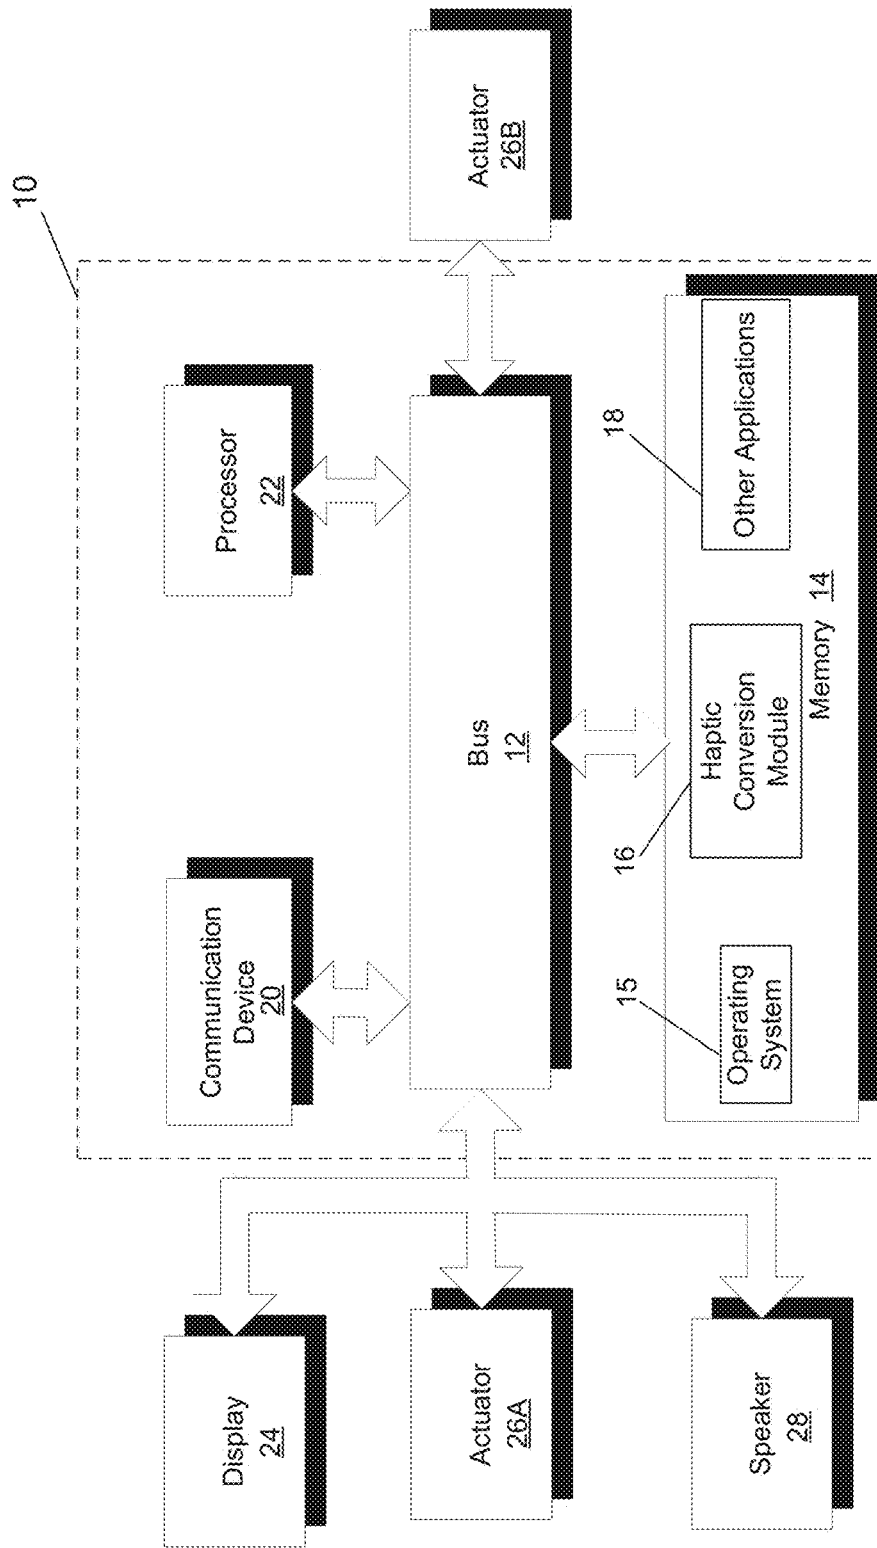 10
Display
24
Communication
Device
20
Processor
22
Actuator
26A
Bus
12
Actuator
26B
Speaker
28
15
Operating
System
16
Haptic
Conversion
Module
Memory 14
18
Other Applications